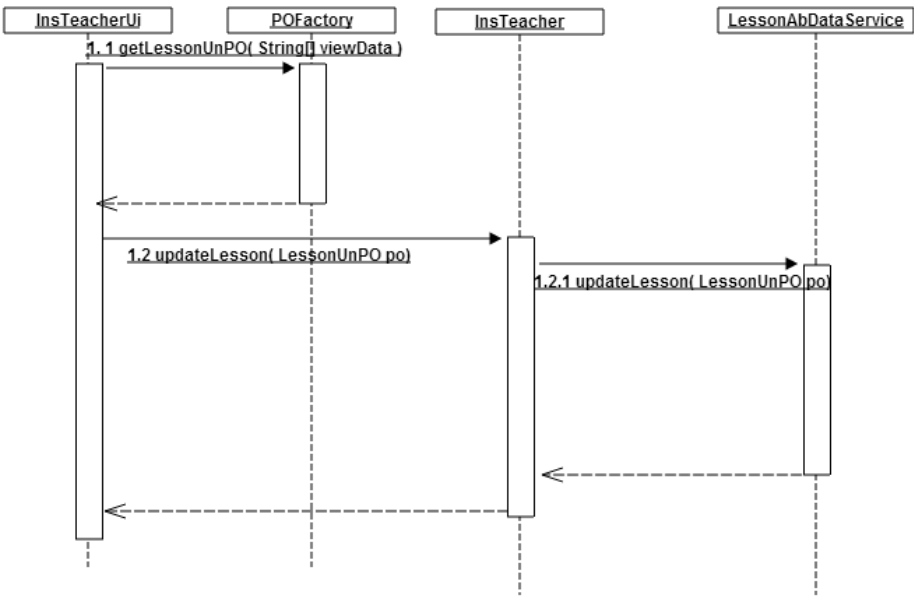 InsTeacherUi
POFactory
InsTeacher
LessonAbDataService
1. 1 getLessonUnPO( String[] viewData )
1.2 updateLesson( LessonUnPO po)
1.2.1 updateLesson( LessonUnPO po)